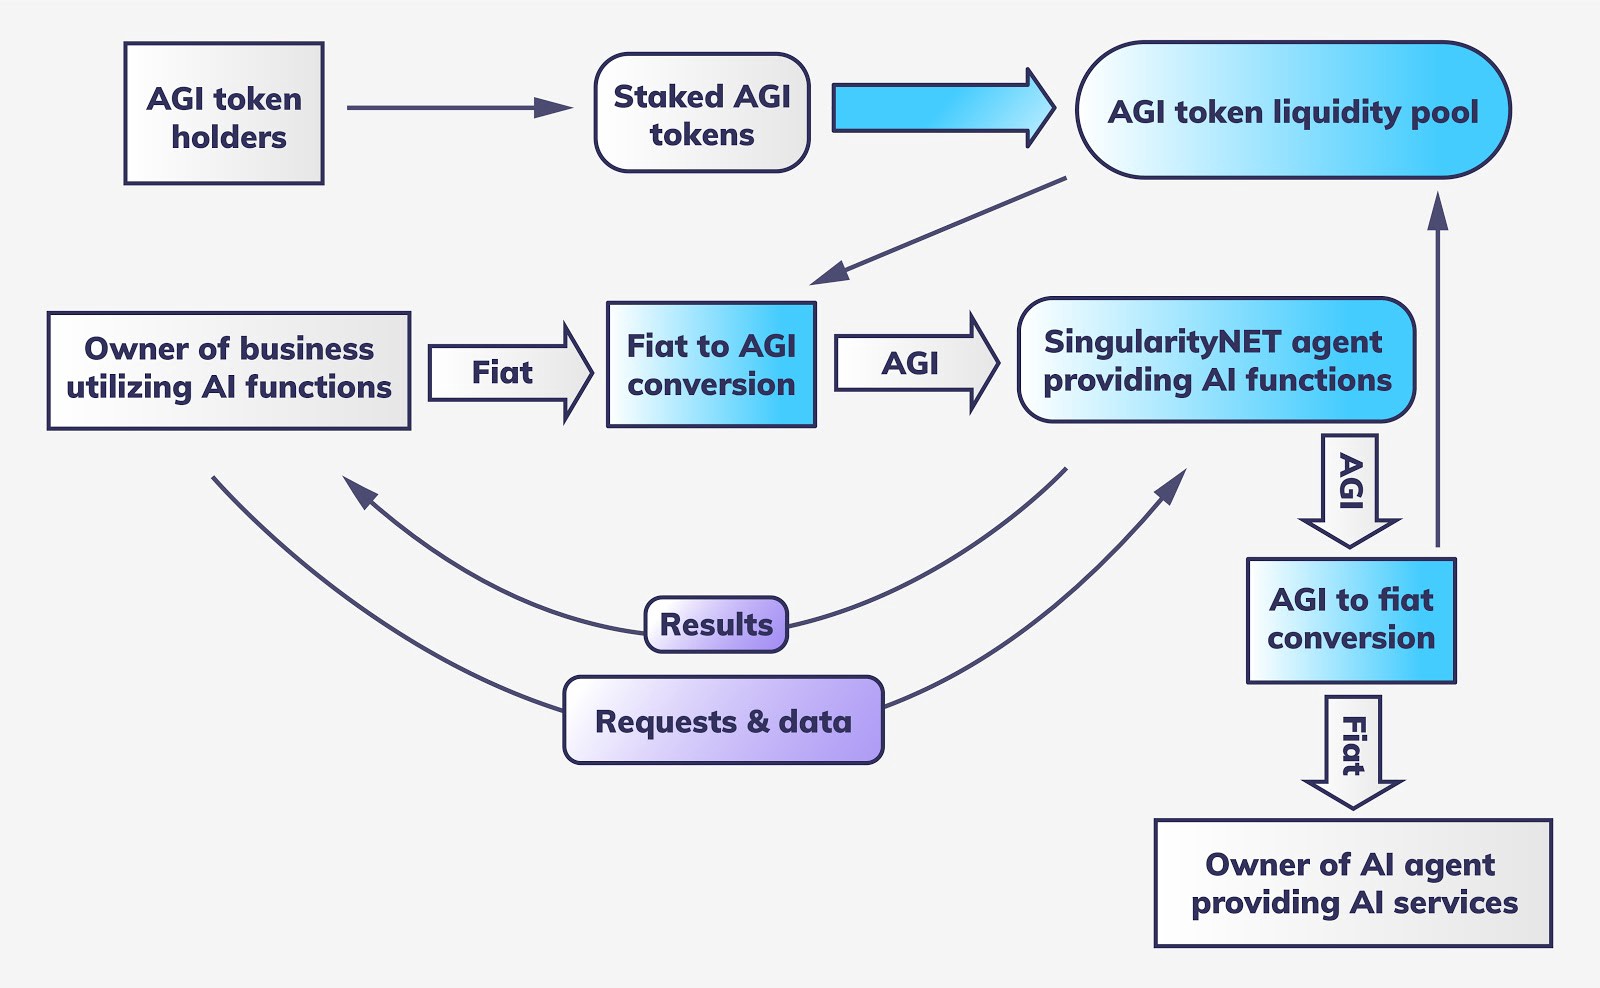 AGI token
holders
Staked AGI
tokens
AGI token liquidity pool
Owner of business
utilizing AI functions
Fiat
Fiat to AGI
conversion
AGI
SingularityNET agent
providing AI functions
AGI
AGI to fiat
conversion
Results
Requests & data
Fiat
Owner of AI agent
providing AI services